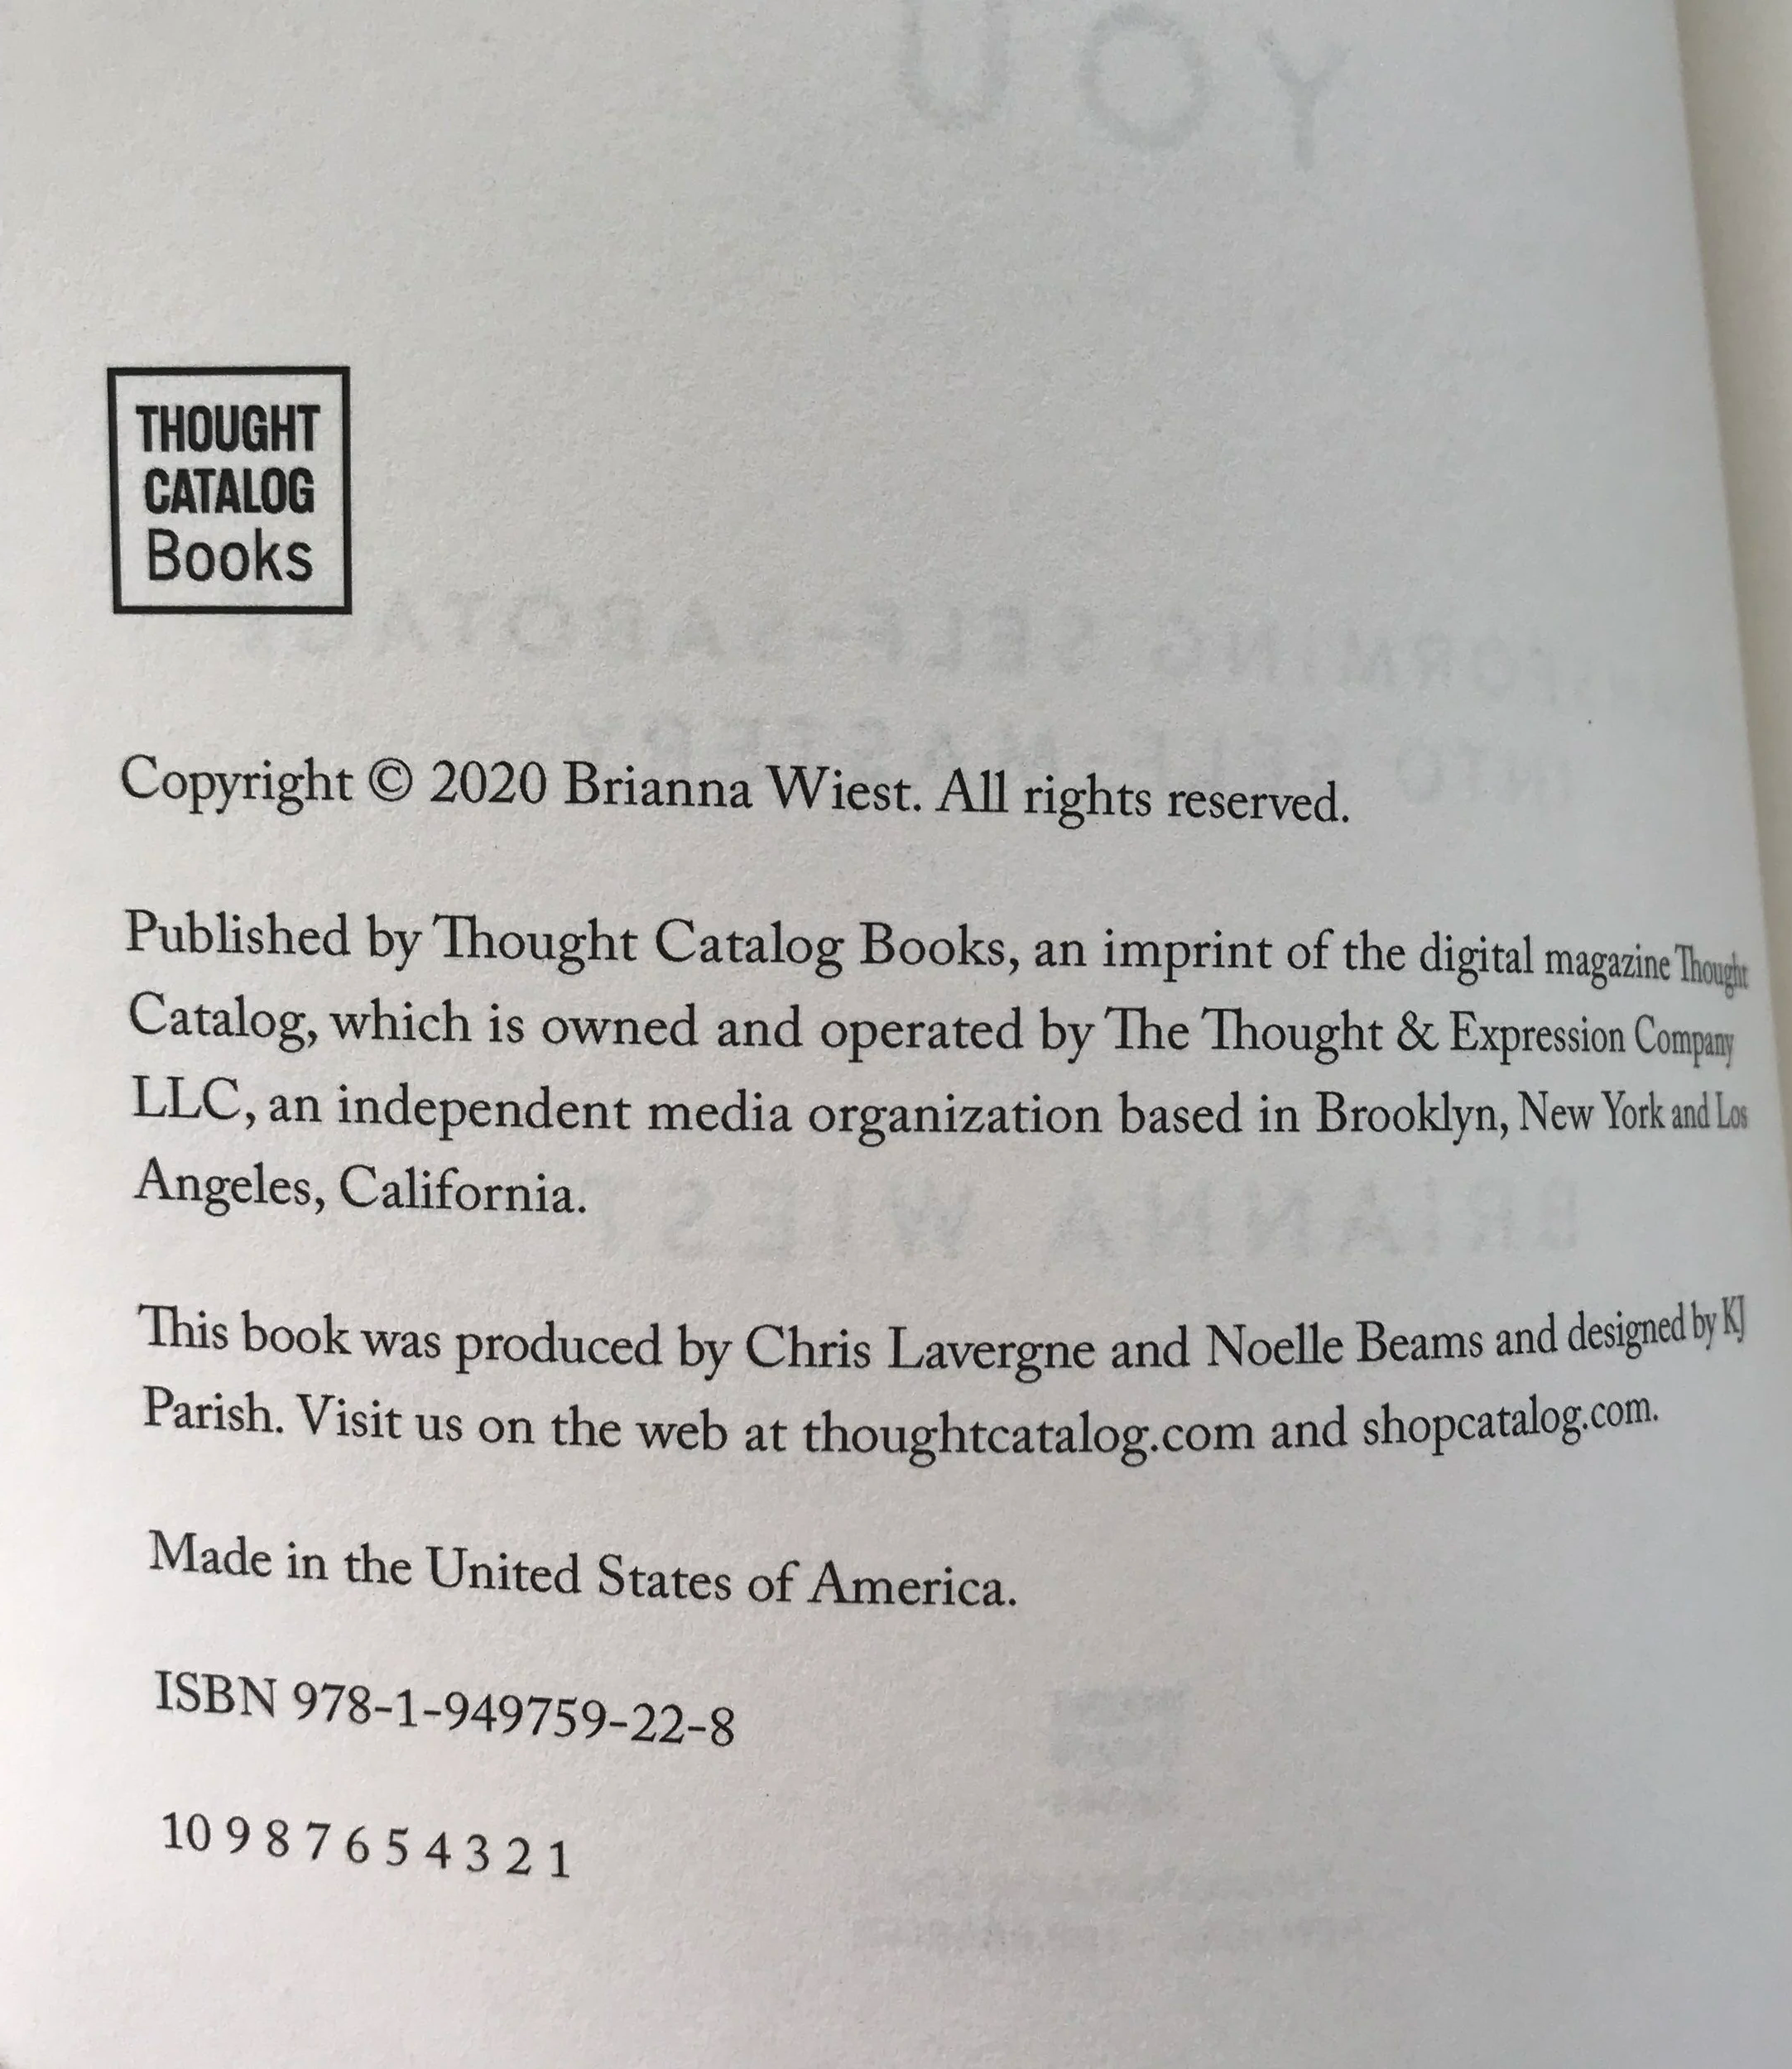 YOU
THOUGHT
CATALOG
Books
SELF-SABOTAGE
Copyright © 2020 Brianna Wiest. All rights reserved.
Published by Thought Catalog Books, an imprint of the digital magazine Thought
Catalog, which is owned and operated by The Thought & Expression Company
LLC, an independent media organization based in Brooklyn, New York and Los
Angeles, California.
BRIANNA WIEST
This book was produced by Chris Lavergne and Noelle Beams and designed by KJ
Parish. Visit us on the web at thoughtcatalog.com and shopcatalog.com.
Made in the United States of America.
ISBN 978-1-949759-22-8
10 9 8 7 6 5 4 3 2 1